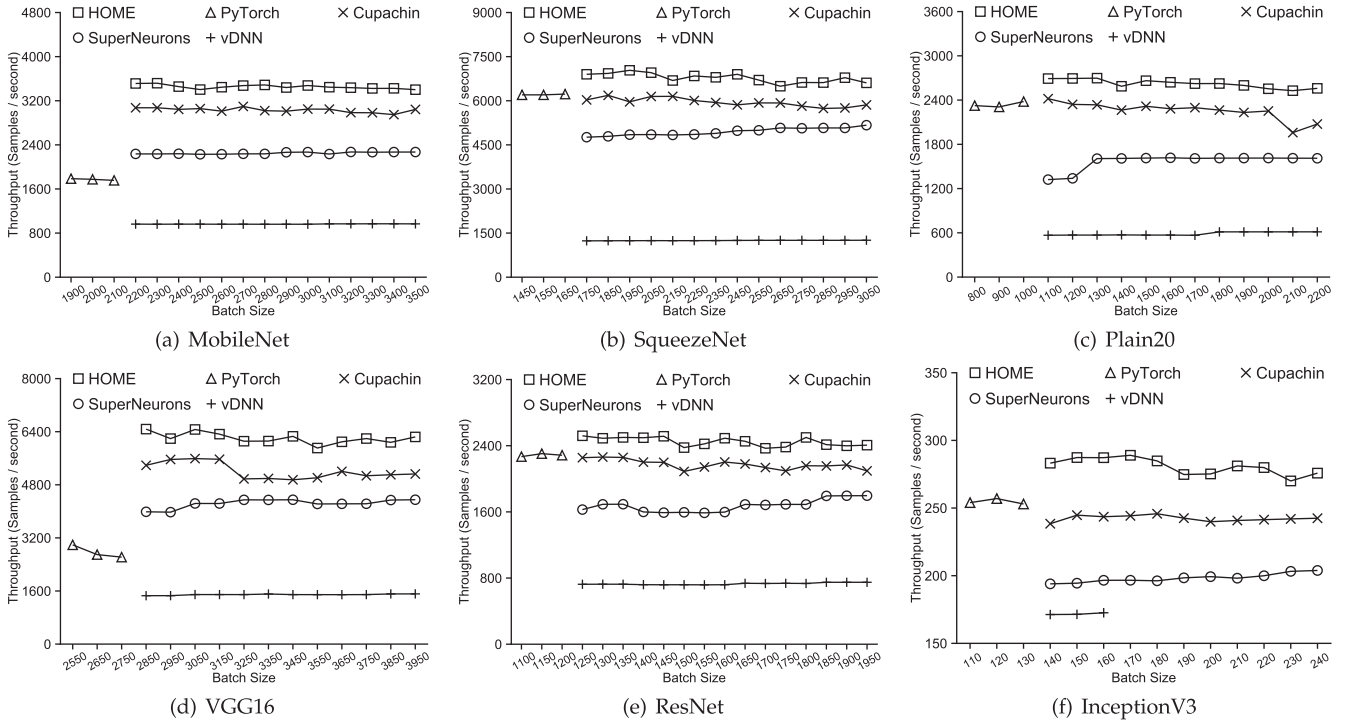 HOME PyTorch Cupachin
SuperNeurons vDNN
Throughput (Samples / second)
4800
4000
3200
2400
1600
800
0
1900 2000 2100 2200 2300 2400 2500 2600 2700 2800 2900 3000 3100 3200 3300 3400 3500
Batch Size
(a) MobileNet
HOME PyTorch Cupachin
SuperNeurons vDNN
Throughput (Samples / second)
9000
7500
6000
4500
3000
1500
0
1450 1550 1650 1750 1850 1950 2050 2150 2250 2350 2450 2550 2650 2750 2850 2950 3050
Batch Size
(b) SqueezeNet
HOME PyTorch Cupachin
SuperNeurons vDNN
Throughput (Samples / second)
3600
3000
2400
1800
1200
600
0
800 900 1000 1100 1200 1300 1400 1500 1600 1700 1800 1900 2000 2100 2200
Batch Size
(c) Plain20
HOME PyTorch Cupachin
SuperNeurons vDNN
Throughput (Samples / second)
8000
6400
4800
3200
1600
0
2550 2650 2750 2850 2950 3050 3150 3250 3350 3450 3550 3650 3750 3850 3950
Batch Size
(d) VGG16
HOME PyTorch Cupachin
SuperNeurons vDNN
Throughput (Samples / second)
3200
2400
1600
800
0
1100 1150 1200 1250 1300 1350 1400 1450 1500 1550 1600 1650 1700 1750 1800 1850 1900 1950
Batch Size
(e) ResNet
HOME PyTorch Cupachin
SuperNeurons vDNN
Throughput (Samples / second)
350
300
250
200
150
110 120 130 140 150 160 170 180 190 200 210 220 230 240
Batch Size
(f) InceptionV3